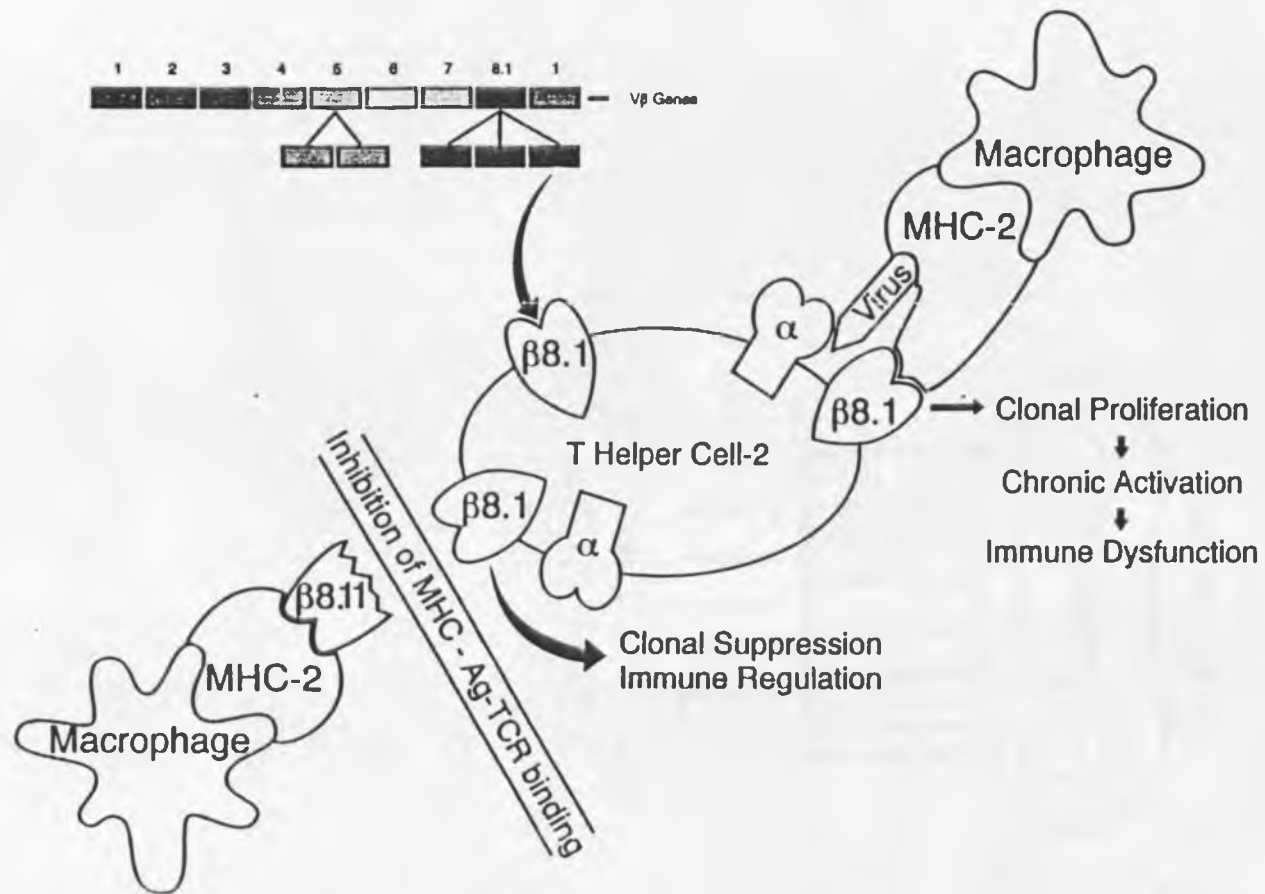 1 2 3 4 5 6 7 8.1 1
Vβ Genes
Macrophage
MHC-2
Virus
α
β8.1
β8.1
Clonal Proliferation
T Helper Cell-2
Chronic Activation
β8.1
α
Immune Dysfunction
Inhibition of MHC - Ag-TCR binding
β8.11
Clonal Suppression
Immune Regulation
MHC-2
Macrophage